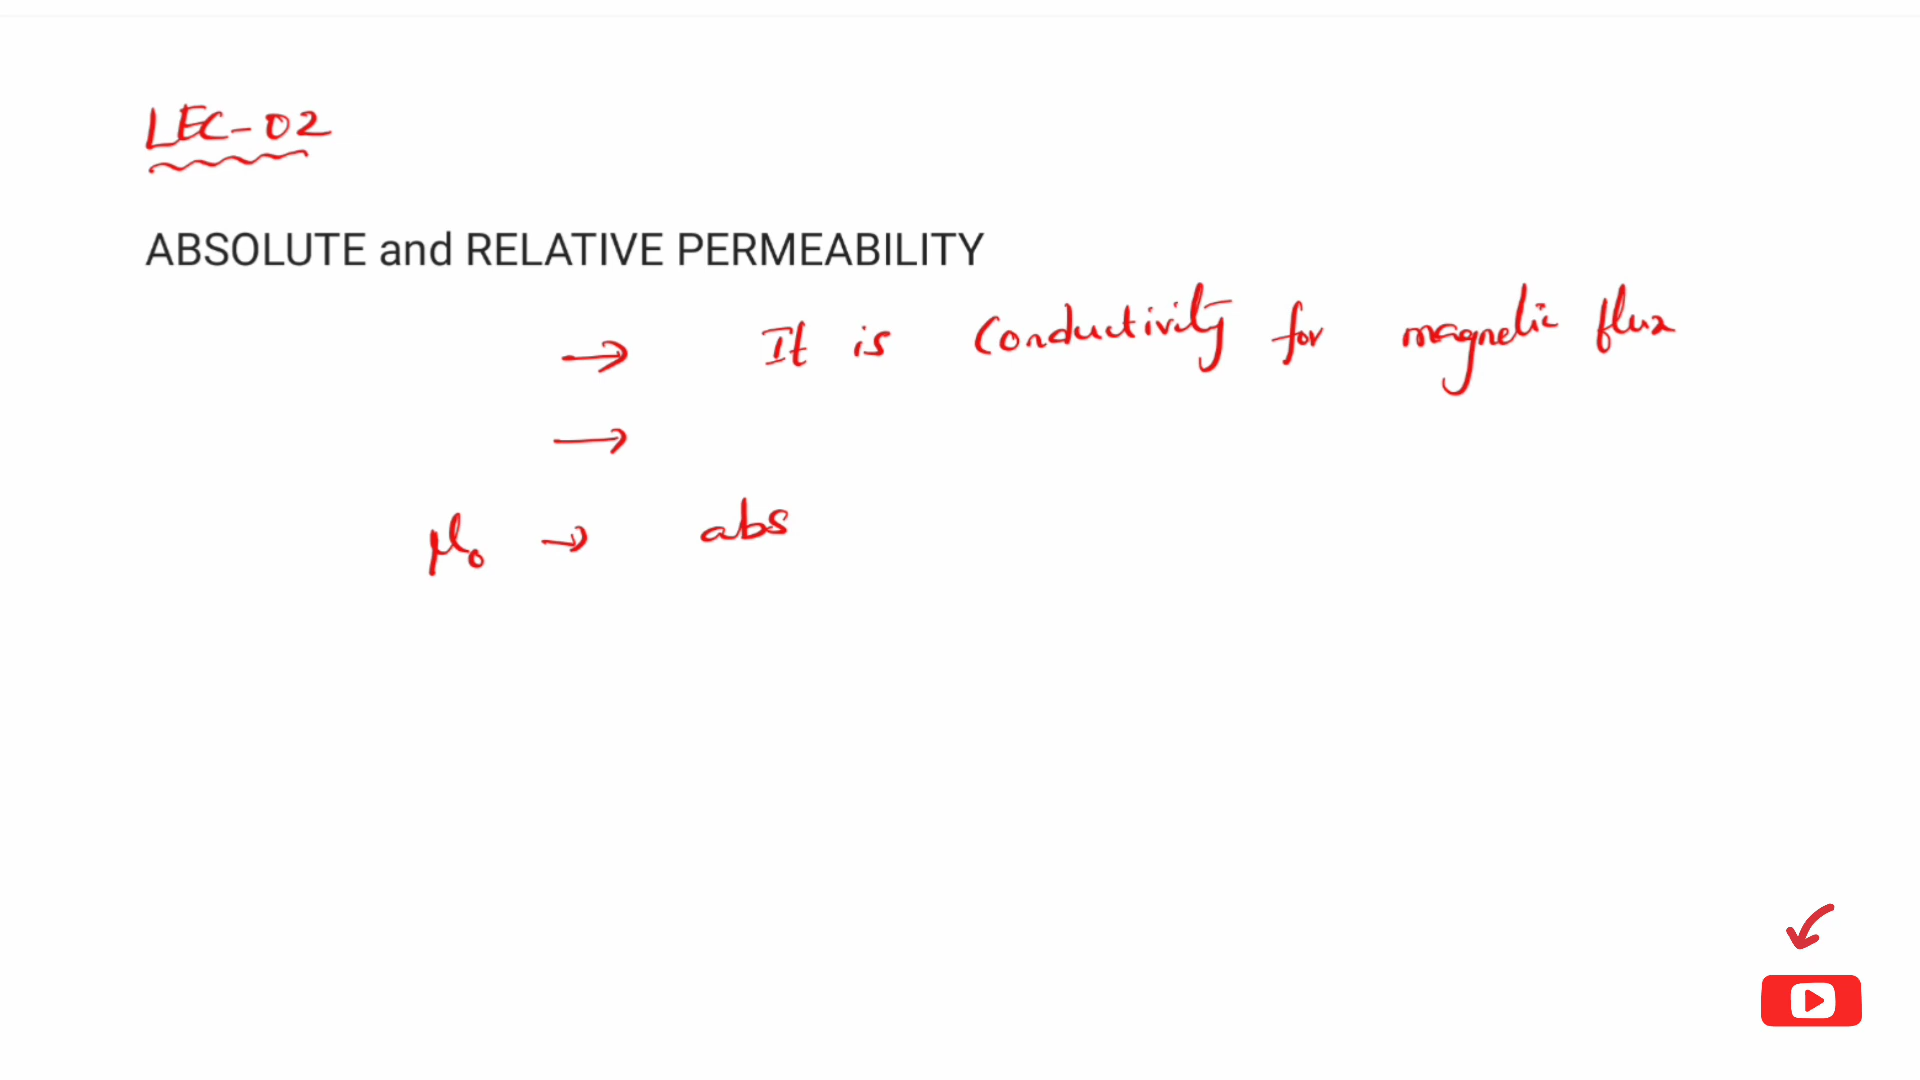 LEC-02
ABSOLUTE and RELATIVE PERMEABILITY
→ It is Conductivity for magnetic flux
→
μ₀ → abs